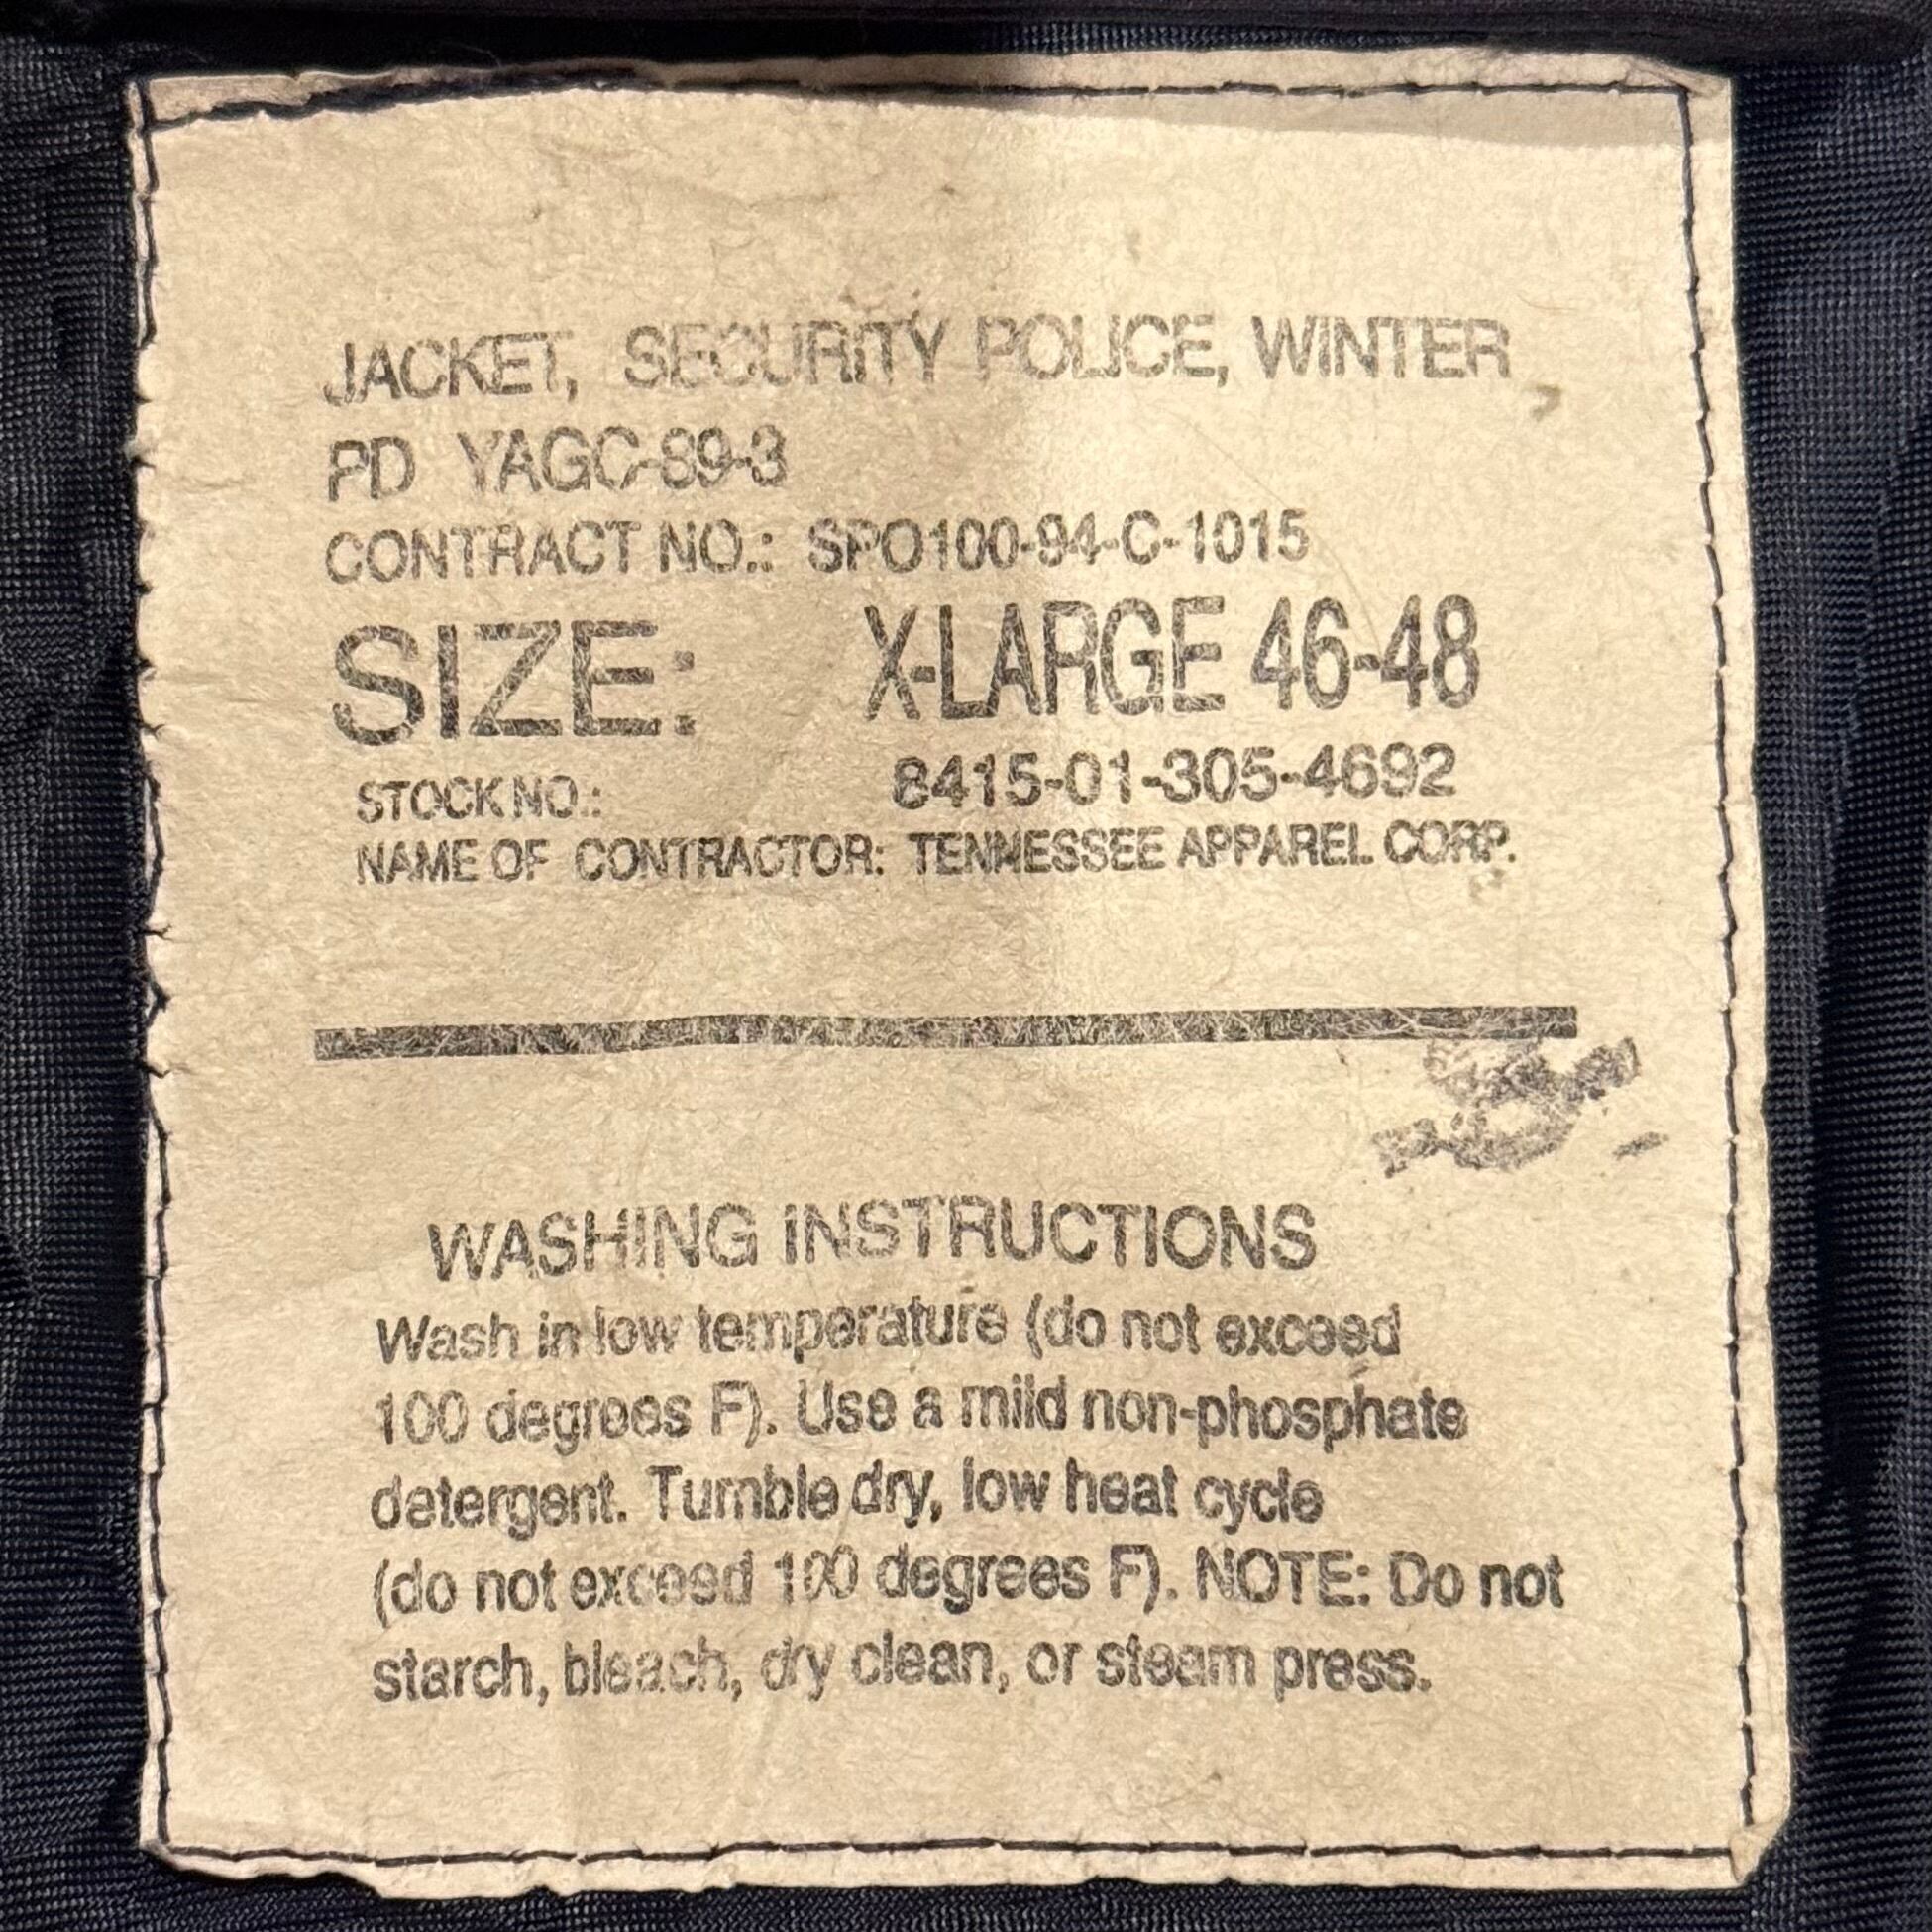 JACKET, SECURITY POLICE, WINTER
PD YAGC-89-3
CONTRACT NO.: SPO100-94-C-1015
SIZE: X-LARGE 46-48
STOCK NO.: 8415-01-305-4692
NAME OF CONTRACTOR: TENNESSEE APPAREL CORP.
WASHING INSTRUCTIONS
Wash in low temperature (do not exceed
100 degrees F). Use a mild non-phosphate
detergent. Tumble dry, low heat cycle
(do not exceed 100 degrees F). NOTE: Do not
starch, bleach, dry clean, or steam press.